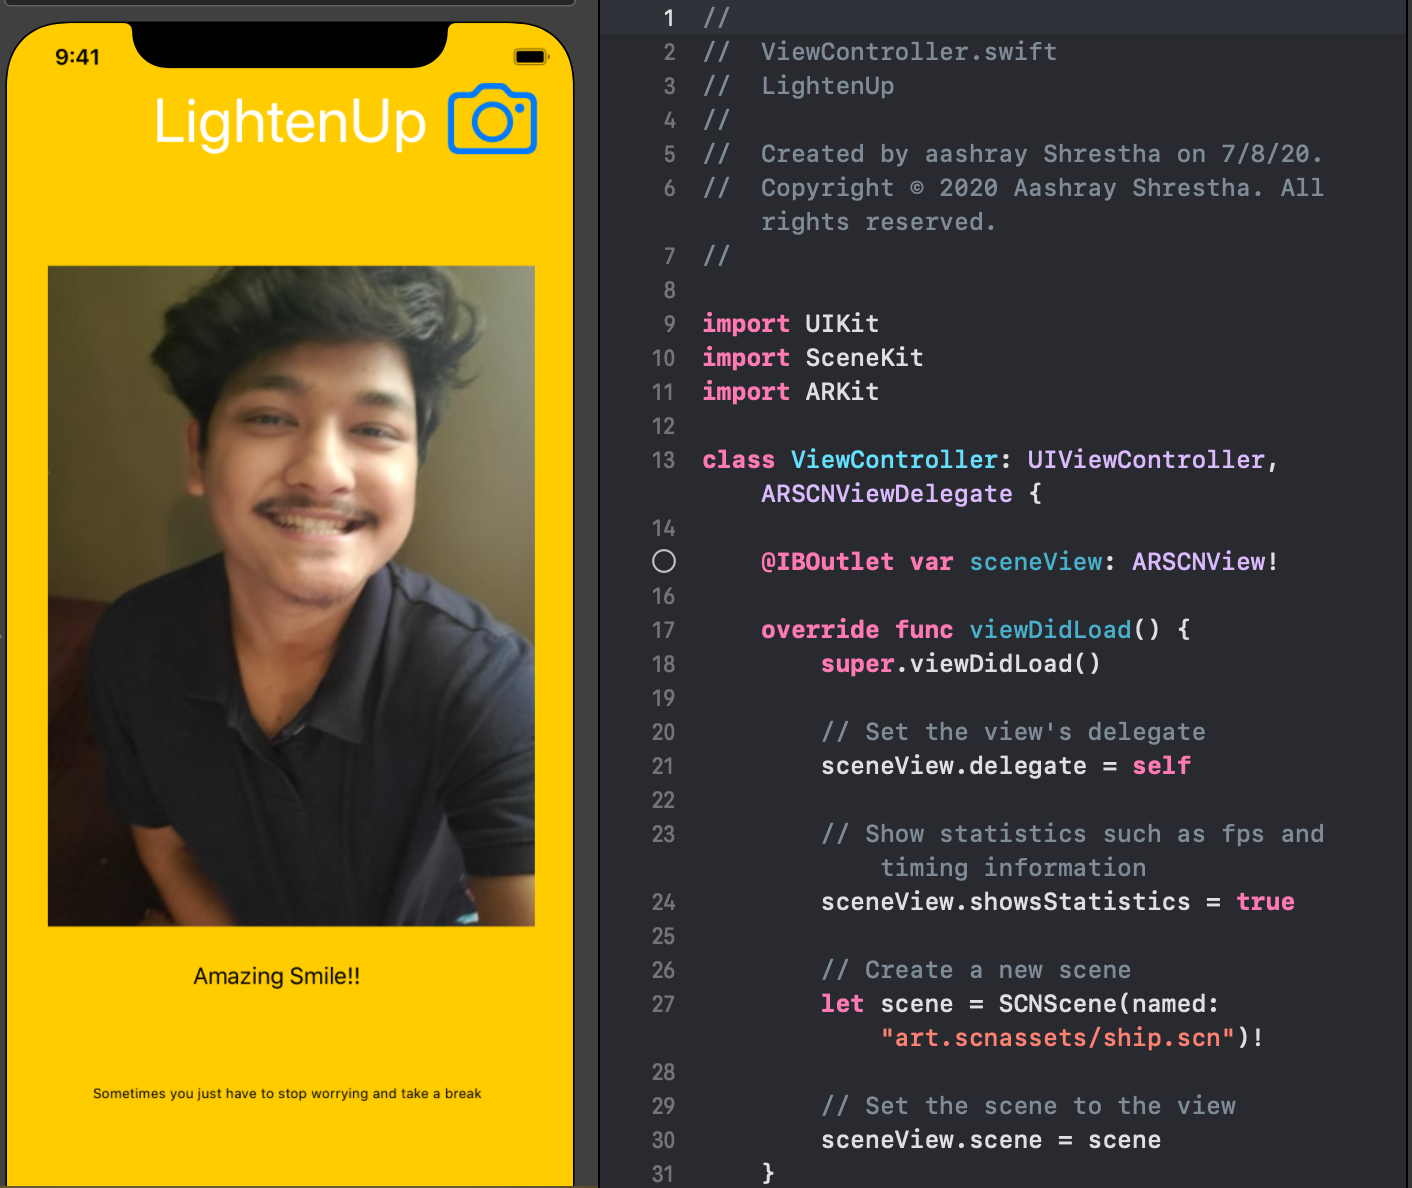 9:41
LightenUp
Amazing Smile!!
Sometimes you just have to stop worrying and take a break
1 //
2 //  ViewController.swift
3 //  LightenUp
4 //
5 //  Created by aashray Shrestha on 7/8/20.
6 //  Copyright © 2020 Aashray Shrestha. All
rights reserved.
7 //
8
9 import UIKit
10 import SceneKit
11 import ARKit
12
13 class ViewController: UIViewController,
ARSCNViewDelegate {
14
@IBOutlet var sceneView: ARSCNView!
16
17 override func viewDidLoad() {
18 super.viewDidLoad()
19
20 // Set the view's delegate
21 sceneView.delegate = self
22
23 // Show statistics such as fps and
timing information
24 sceneView.showsStatistics = true
25
26 // Create a new scene
27 let scene = SCNScene(named:
"art.scnassets/ship.scn")!
28
29 // Set the scene to the view
30 sceneView.scene = scene
31 }